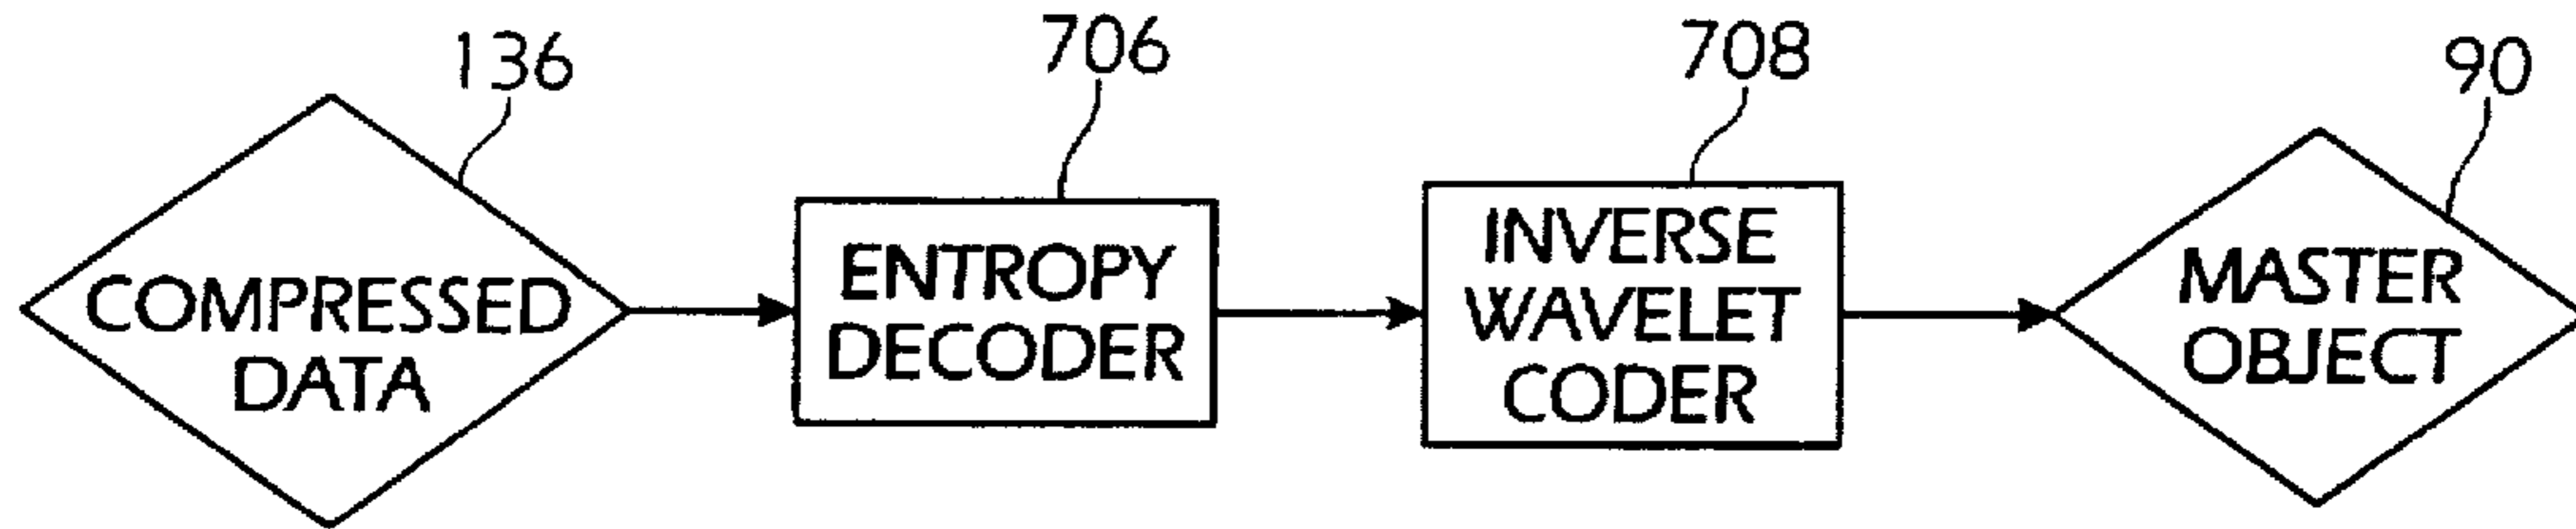 136
706
708
90
COMPRESSED
DATA
ENTROPY
DECODER
INVERSE
WAVELET
CODER
MASTER
OBJECT